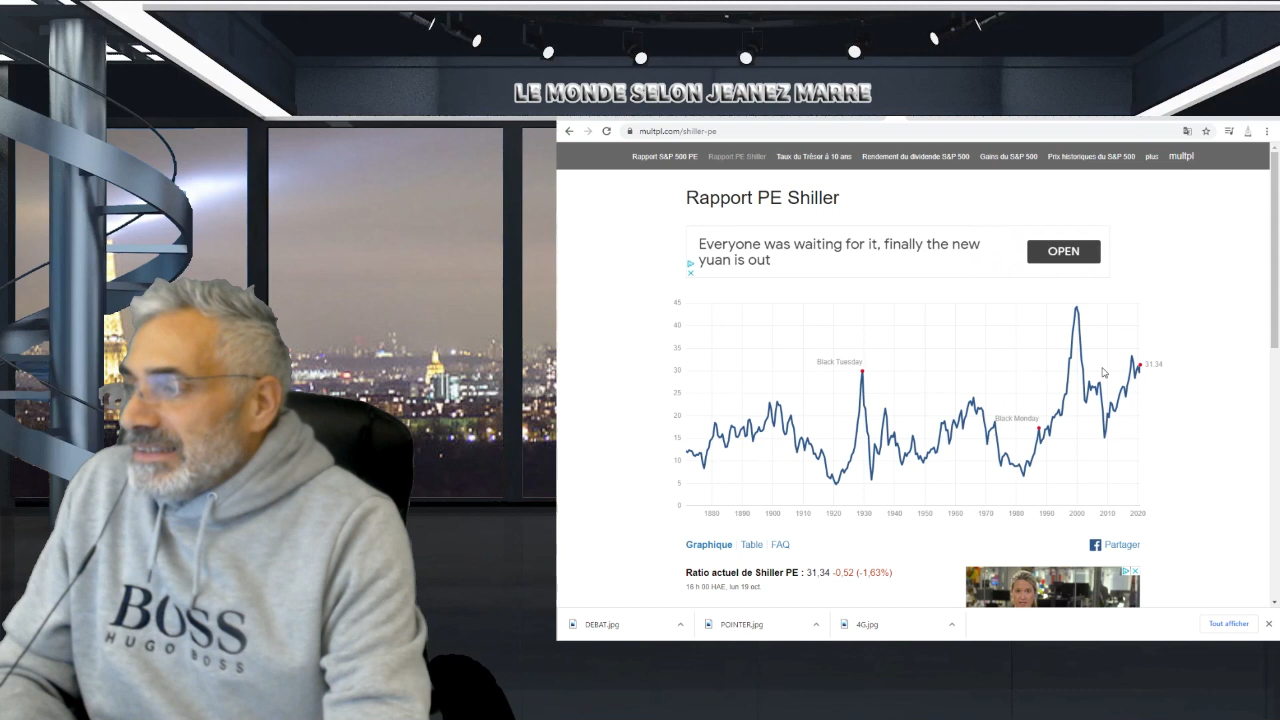 LE MONDE SELON JEANEZ MARRE
multpl.com/shiller-pe
Rapport S&P 500 PE Rapport PE Shiller Taux du Trésor à 10 ans Rendement du dividende S&P 500 Gains du S&P 500 Prix historiques du S&P 500 plus multpl
Rapport PE Shiller
Everyone was waiting for it, finally the new
yuan is out
OPEN
45
40
35
30
25
20
15
10
5
0
Black Tuesday
Black Monday
31.34
1880 1890 1900 1910 1920 1930 1940 1950 1960 1970 1980 1990 2000 2010 2020
Graphique Table FAQ
Partager
Ratio actuel de Shiller PE : 31,34 -0,52 (-1,63%)
16 h 00 HAE, lun 19 oct.
DEBAT.jpg POINTER.jpg 4G.jpg Tout afficher
BOSS
HUGO BOSS